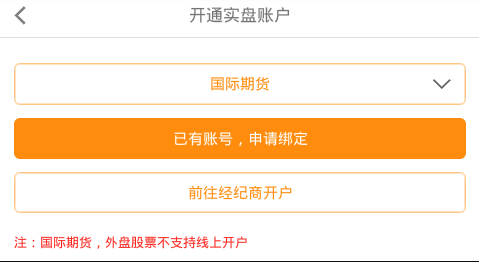 开通实盘账户
国际期货
已有账号，申请绑定
前往经纪商开户
注：国际期货，外盘股票不支持线上开户